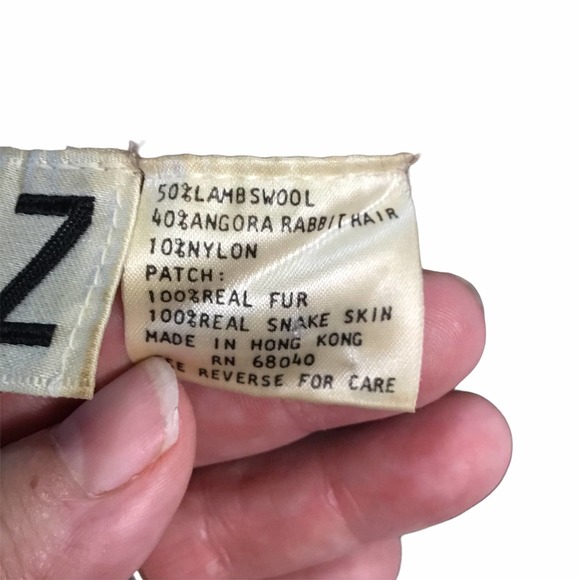 Z
50%LAMBSWOOL
40%ANGORA RABBIT HAIR
10%NYLON
PATCH:
100%REAL FUR
100%REAL SNAKE SKIN
MADE IN HONG KONG
RN 68040
REVERSE FOR CARE